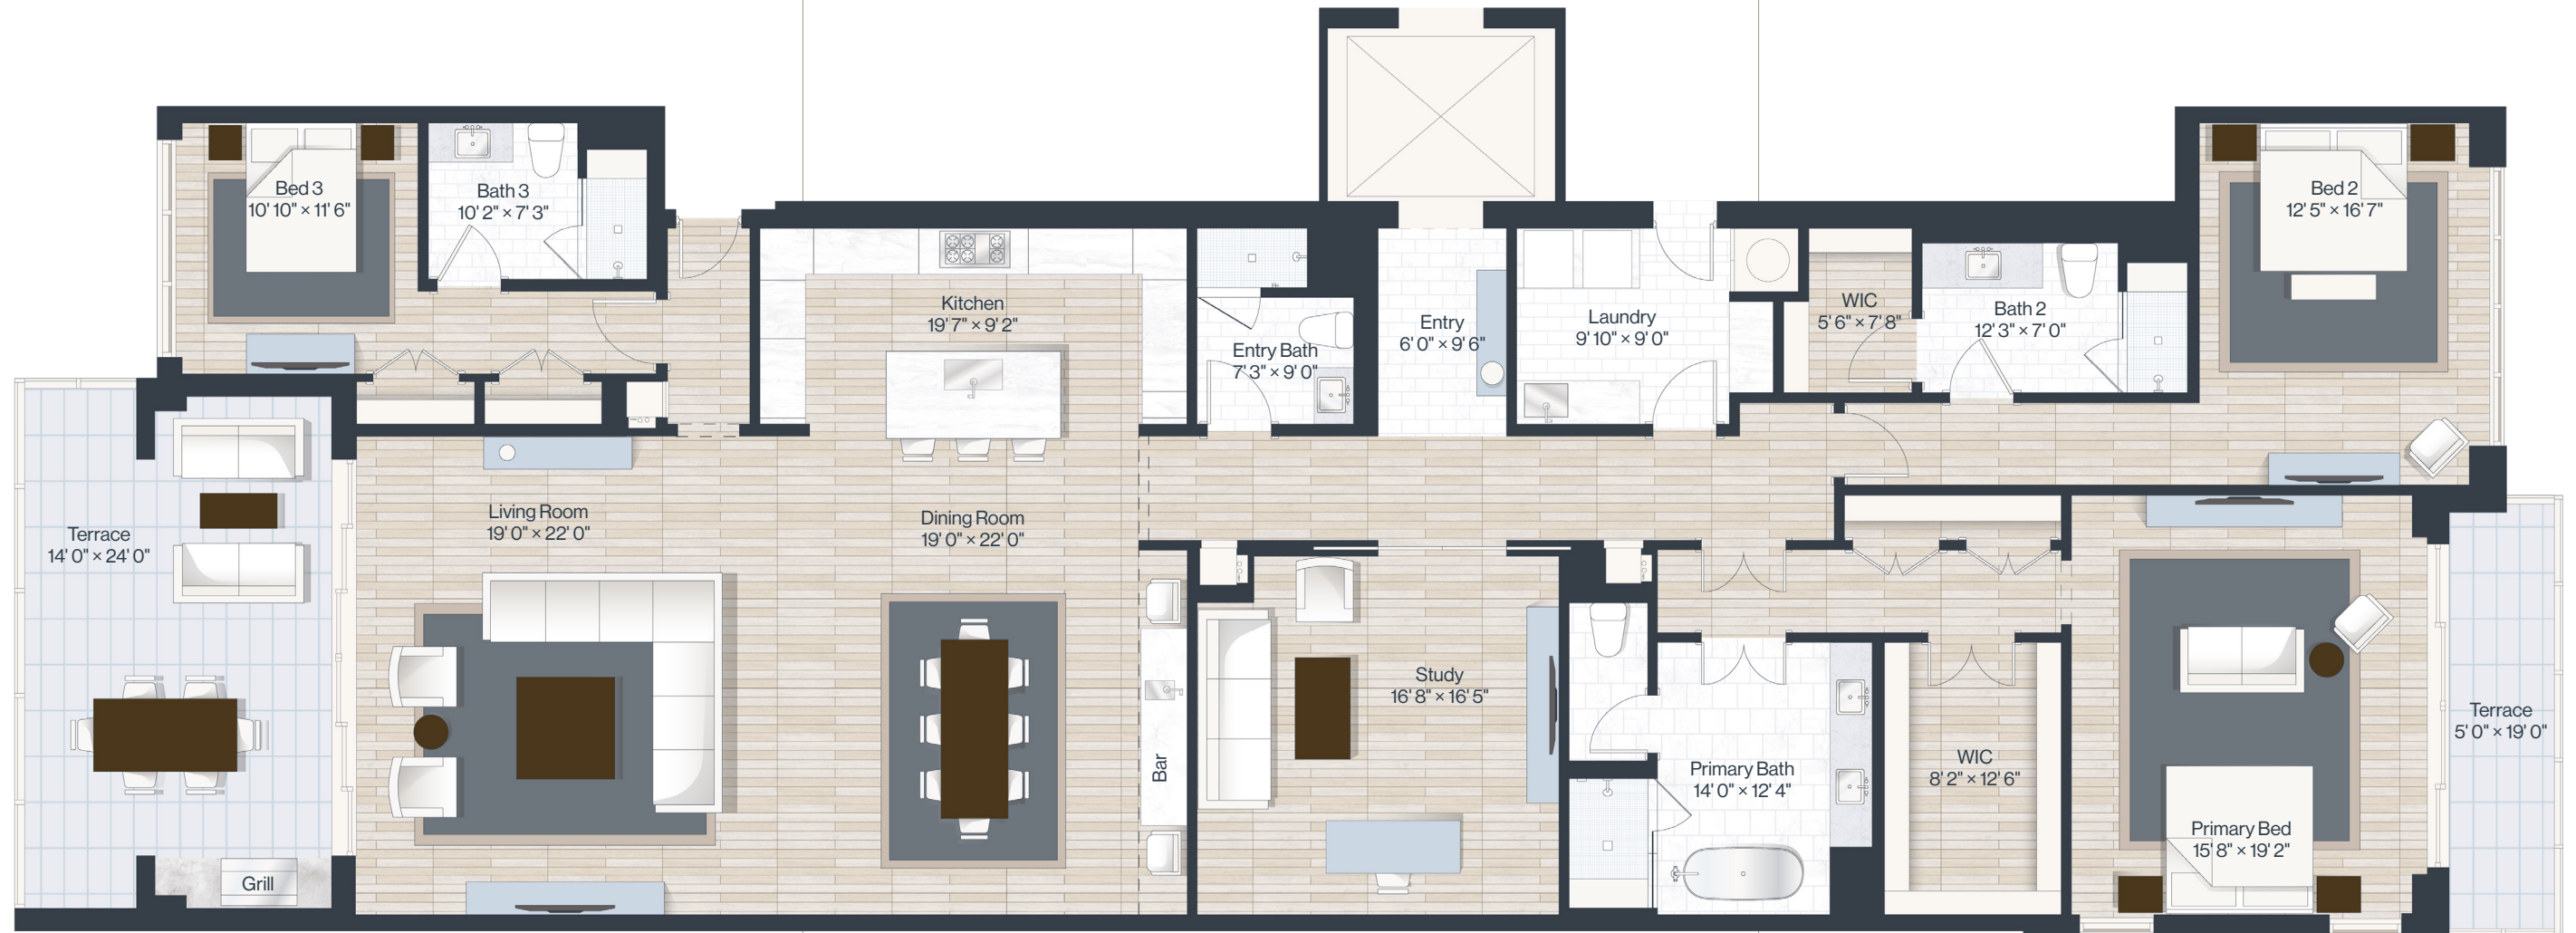 Bed 3
10' 10" × 11' 6"
Bath 3
10' 2" × 7' 3"
Bed 2
12' 5" × 16' 7"
Kitchen
19' 7" × 9' 2"
Entry Bath
7' 3" × 9' 0"
Entry
6' 0" × 9' 6"
Laundry
9' 10" × 9' 0"
WIC
5' 6" × 7' 8"
Bath 2
12' 3" × 7' 0"
Terrace
14' 0" × 24' 0"
Living Room
19' 0" × 22' 0"
Dining Room
19' 0" × 22' 0"
Bar
Study
16' 8" × 16' 5"
Primary Bath
14' 0" × 12' 4"
WIC
8' 2" × 12' 6"
Primary Bed
15' 8" × 19' 2"
Terrace
5' 0" × 19' 0"
Grill